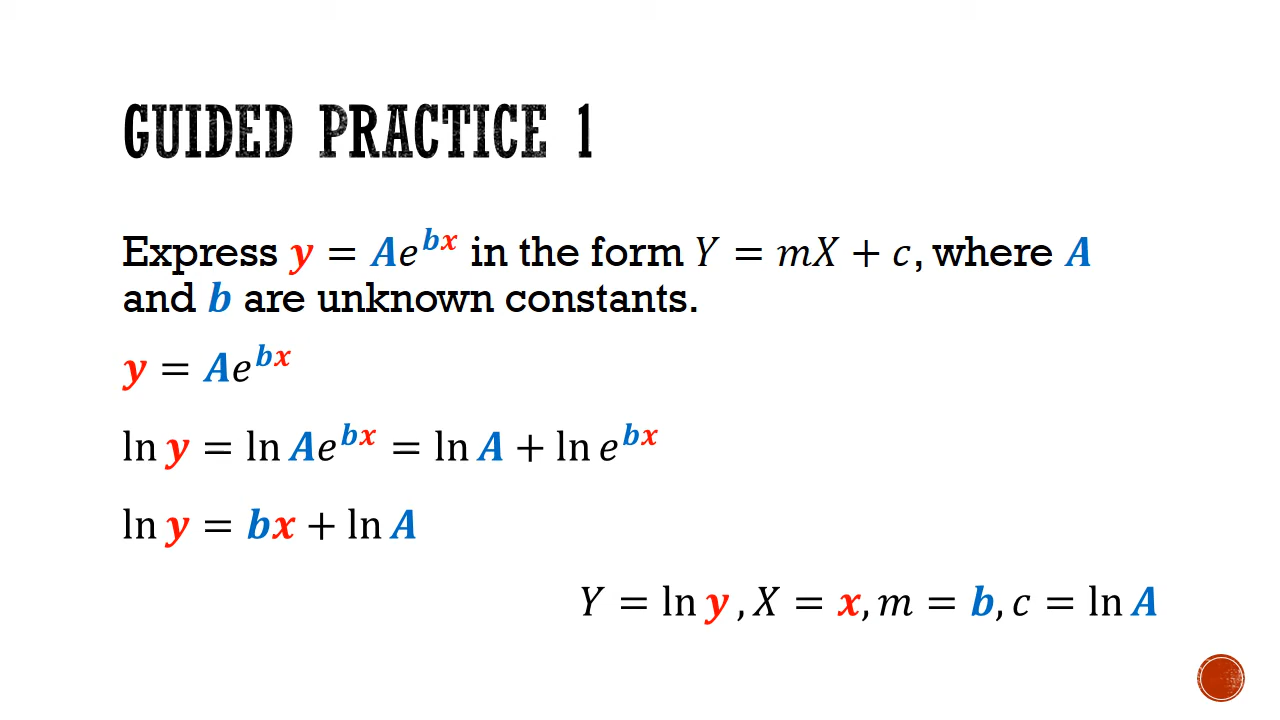 GUIDED PRACTICE 1
Express 𝒚 = 𝑨𝑒^𝒃𝒙 in the form 𝑌 = 𝑚𝑋 + 𝑐, where 𝑨
and 𝒃 are unknown constants.
𝒚 = 𝑨𝑒^𝒃𝒙
ln 𝒚 = ln 𝑨𝑒^𝒃𝒙 = ln 𝑨 + ln 𝑒^𝒃𝒙
ln 𝒚 = 𝒃𝒙 + ln 𝑨
𝑌 = ln 𝒚 , 𝑋 = 𝒙, 𝑚 = 𝒃, 𝑐 = ln 𝑨